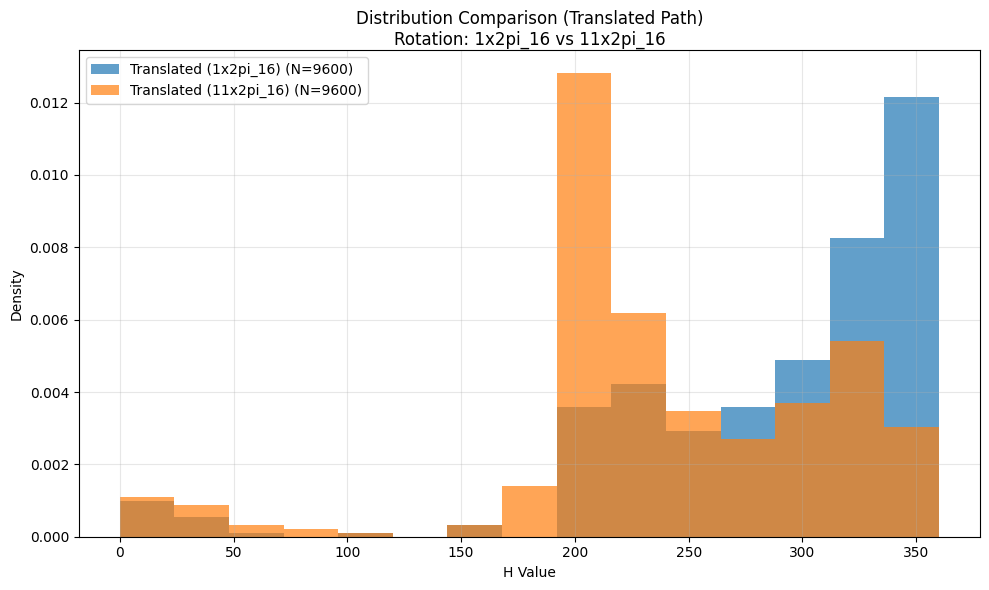 Distribution Comparison (Translated Path)
Rotation: 1x2pi_16 vs 11x2pi_16
Translated (1x2pi_16) (N=9600)
Translated (11x2pi_16) (N=9600)
0.012
0.010
0.008
0.006
0.004
0.002
0.000
Density
0 50 100 150 200 250 300 350
H Value